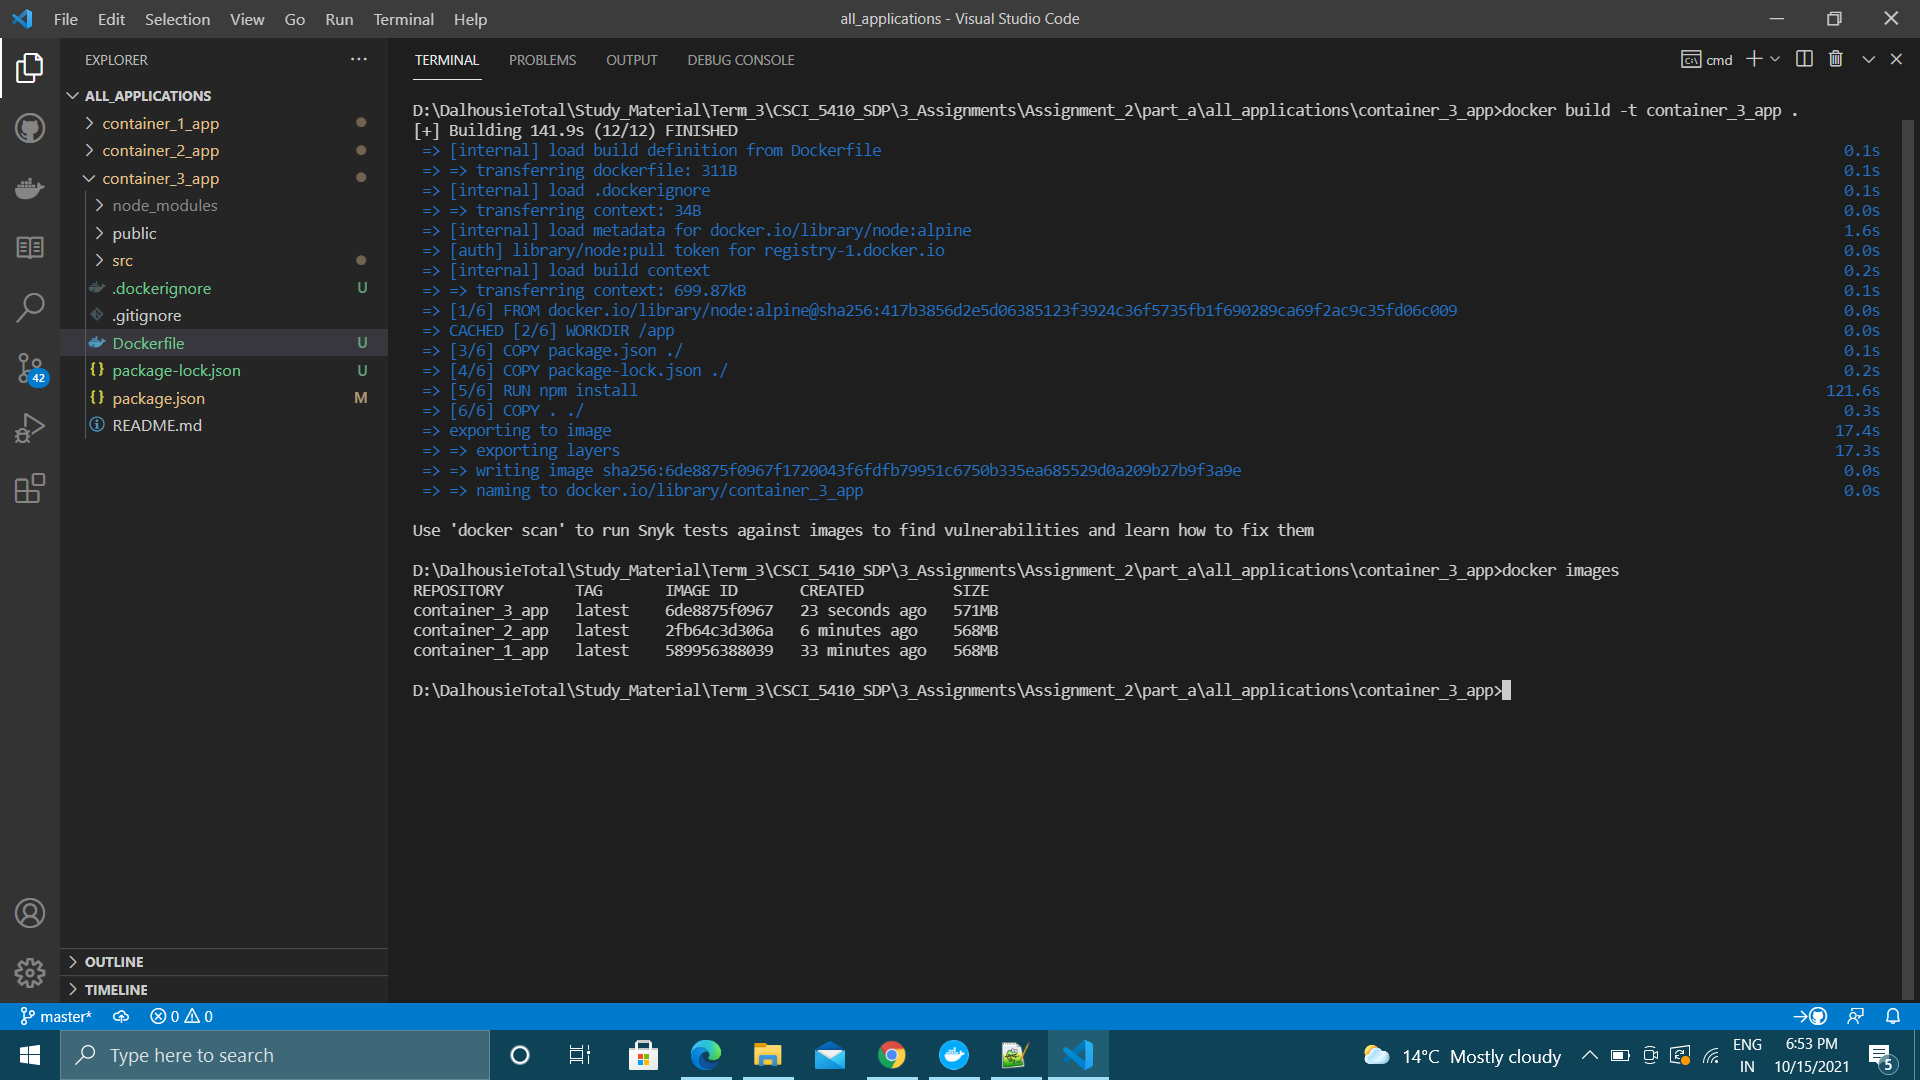 File Edit Selection View Go Run Terminal Help
all_applications - Visual Studio Code
EXPLORER
ALL_APPLICATIONS
container_1_app
container_2_app
container_3_app
node_modules
public
src
.dockerignore U
.gitignore
Dockerfile U
package-lock.json U
package.json M
README.md
42
OUTLINE
TIMELINE
TERMINAL PROBLEMS OUTPUT DEBUG CONSOLE
cmd
D:\DalhousieTotal\Study_Material\Term_3\CSCI_5410_SDP\3_Assignments\Assignment_2\part_a\all_applications\container_3_app>docker build -t container_3_app .
[+] Building 141.9s (12/12) FINISHED
=> [internal] load build definition from Dockerfile 0.1s
=> => transferring dockerfile: 311B 0.1s
=> [internal] load .dockerignore 0.1s
=> => transferring context: 34B 0.0s
=> [internal] load metadata for docker.io/library/node:alpine 1.6s
=> [auth] library/node:pull token for registry-1.docker.io 0.0s
=> [internal] load build context 0.2s
=> => transferring context: 699.87kB 0.1s
=> [1/6] FROM docker.io/library/node:alpine@sha256:417b3856d2e5d06385123f3924c36f5735fb1f690289ca69f2ac9c35fd06c009 0.0s
=> CACHED [2/6] WORKDIR /app 0.0s
=> [3/6] COPY package.json ./ 0.1s
=> [4/6] COPY package-lock.json ./ 0.2s
=> [5/6] RUN npm install 121.6s
=> [6/6] COPY . ./ 0.3s
=> exporting to image 17.4s
=> => exporting layers 17.3s
=> => writing image sha256:6de8875f0967f1720043f6fdfb79951c6750b335ea685529d0a209b27b9f3a9e 0.0s
=> => naming to docker.io/library/container_3_app 0.0s
Use 'docker scan' to run Snyk tests against images to find vulnerabilities and learn how to fix them
D:\DalhousieTotal\Study_Material\Term_3\CSCI_5410_SDP\3_Assignments\Assignment_2\part_a\all_applications\container_3_app>docker images
REPOSITORY TAG IMAGE ID CREATED SIZE
container_3_app latest 6de8875f0967 23 seconds ago 571MB
container_2_app latest 2fb64c3d306a 6 minutes ago 568MB
container_1_app latest 589956388039 33 minutes ago 568MB
D:\DalhousieTotal\Study_Material\Term_3\CSCI_5410_SDP\3_Assignments\Assignment_2\part_a\all_applications\container_3_app>
master* 0 0
Type here to search
14°C Mostly cloudy
ENG
IN
6:53 PM
10/15/2021
5